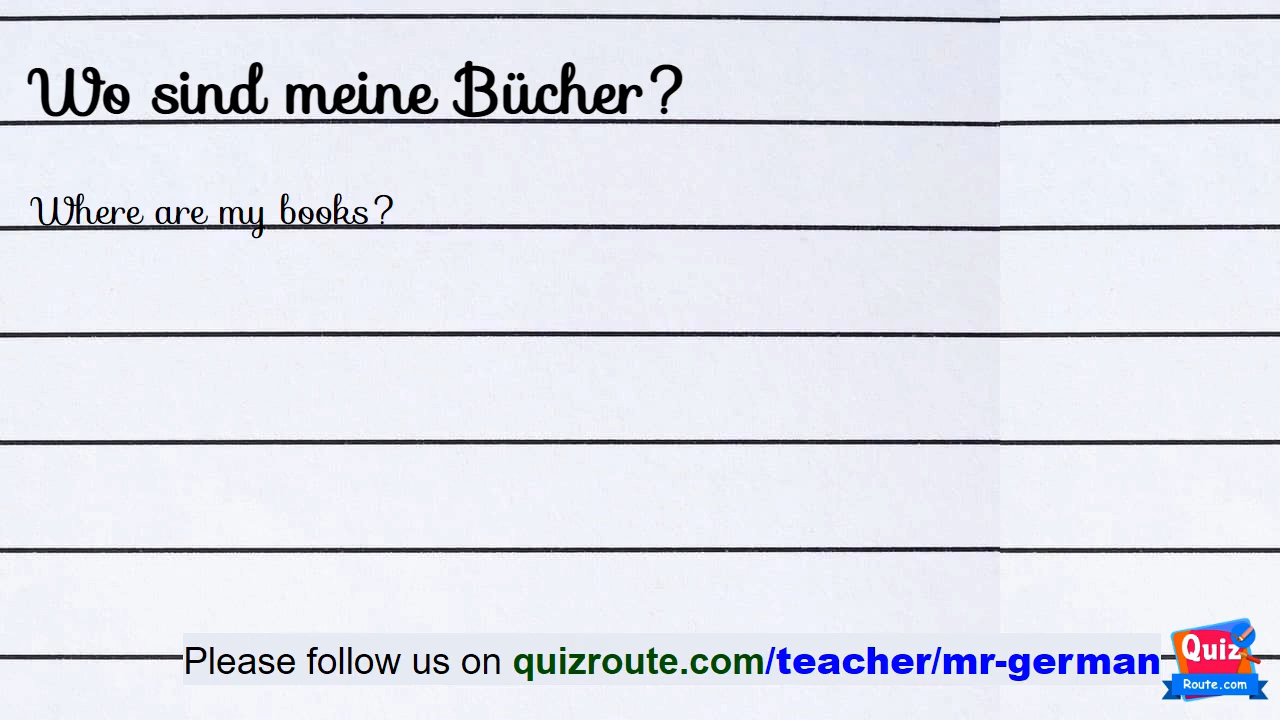 Wo sind meine Bücher?
Where are my books?
Please follow us on quizroute.com/teacher/mr-german
Quiz
Route.com